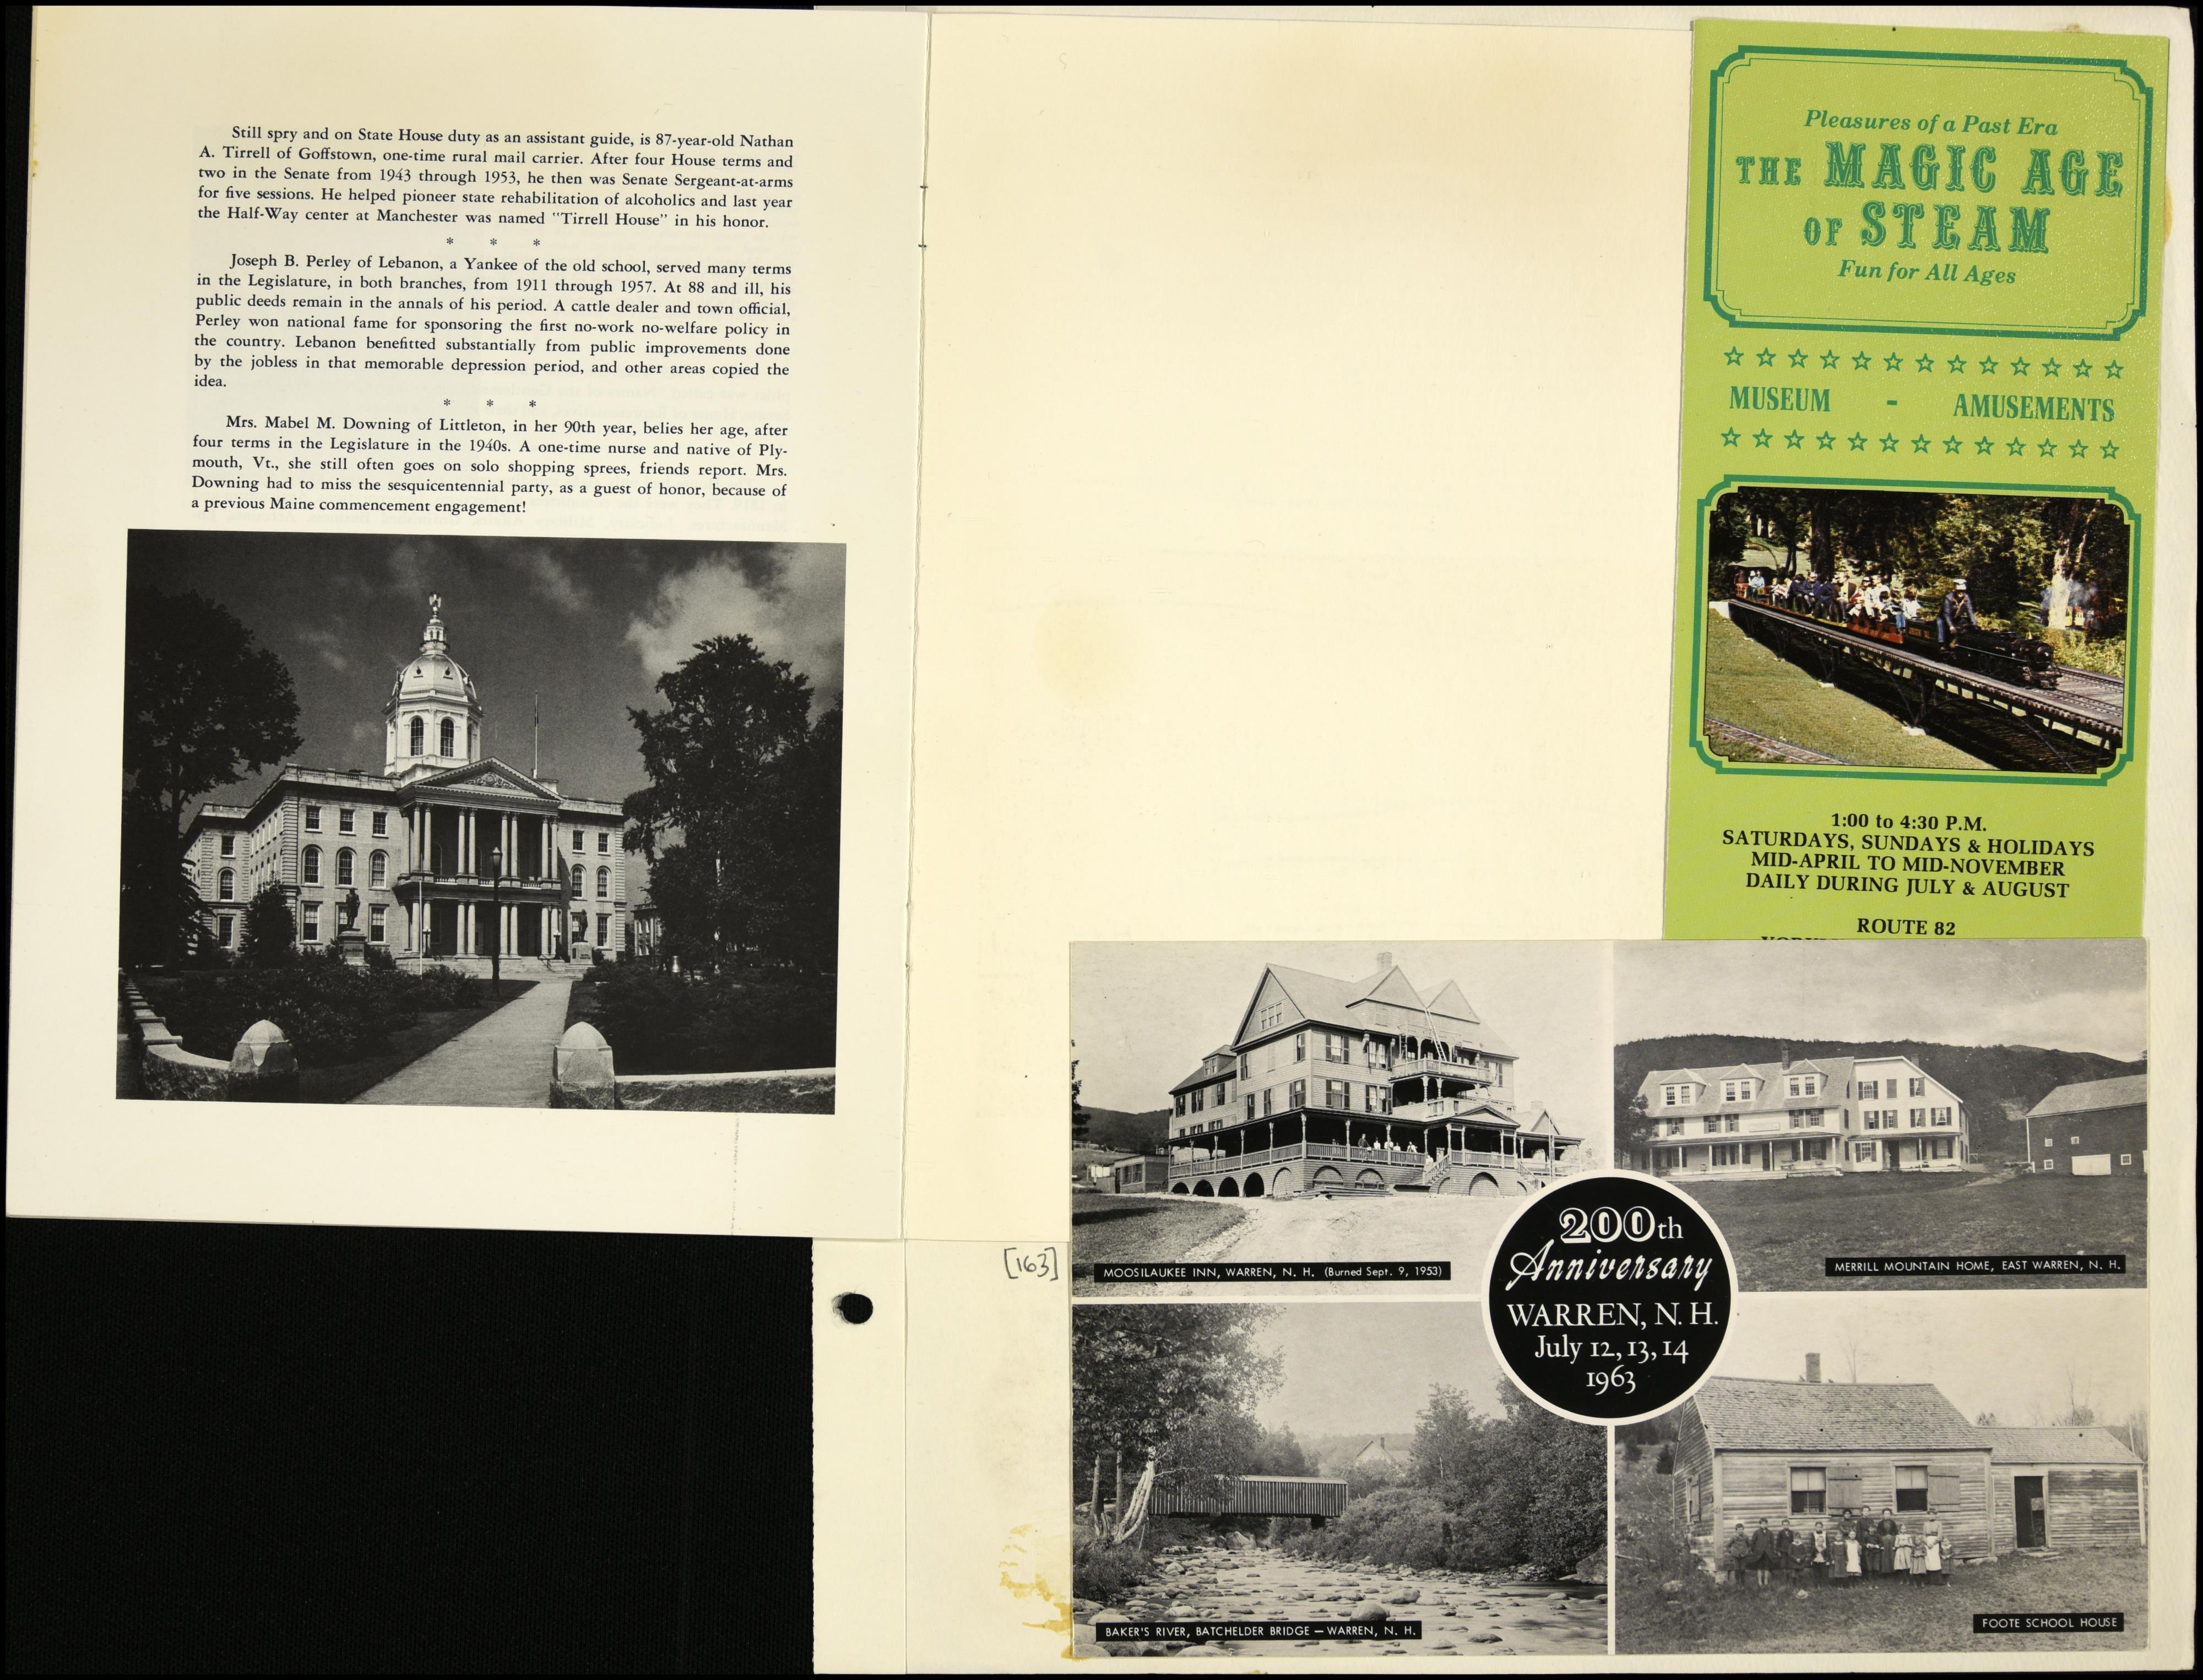 Still spry and on State House duty as an assistant guide, is 87-year-old Nathan
A. Tirrell of Goffstown, one-time rural mail carrier. After four House terms and
two in the Senate from 1943 through 1953, he then was Senate Sergeant-at-arms
for five sessions. He helped pioneer state rehabilitation of alcoholics and last year
the Half-Way center at Manchester was named "Tirrell House" in his honor.
* * *
Joseph B. Perley of Lebanon, a Yankee of the old school, served many terms
in the Legislature, in both branches, from 1911 through 1957. At 88 and ill, his
public deeds remain in the annals of his period. A cattle dealer and town official,
Perley won national fame for sponsoring the first no-work no-welfare policy in
the country. Lebanon benefitted substantially from public improvements done
by the jobless in that memorable depression period, and other areas copied the
idea.
* * *
Mrs. Mabel M. Downing of Littleton, in her 90th year, belies her age, after
four terms in the Legislature in the 1940s. A one-time nurse and native of Ply-
mouth, Vt., she still often goes on solo shopping sprees, friends report. Mrs.
Downing had to miss the sesquicentennial party, as a guest of honor, because of
a previous Maine commencement engagement!
Pleasures of a Past Era
THE MAGIC AGE
OF STEAM
Fun for All Ages
MUSEUM - AMUSEMENTS
1:00 to 4:30 P.M.
SATURDAYS, SUNDAYS & HOLIDAYS
MID-APRIL TO MID-NOVEMBER
DAILY DURING JULY & AUGUST
ROUTE 82
[163]
MOOSILAUKEE INN, WARREN, N. H. (Burned Sept. 9, 1953)
MERRILL MOUNTAIN HOME, EAST WARREN, N. H.
200th
Anniversary
WARREN, N. H.
July 12, 13, 14
1963
BAKER'S RIVER, BATCHELDER BRIDGE — WARREN, N. H.
FOOTE SCHOOL HOUSE